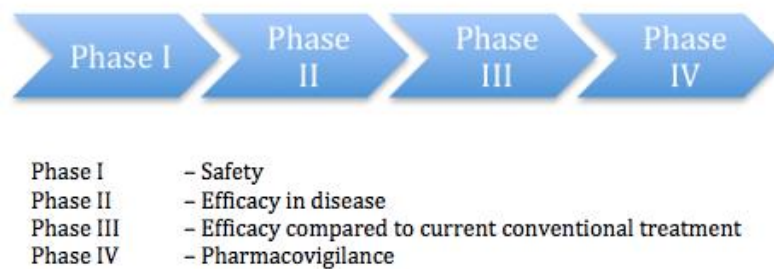 Phase I
Phase
II
Phase
III
Phase
IV
Phase I – Safety
Phase II – Efficacy in disease
Phase III – Efficacy compared to current conventional treatment
Phase IV – Pharmacovigilance